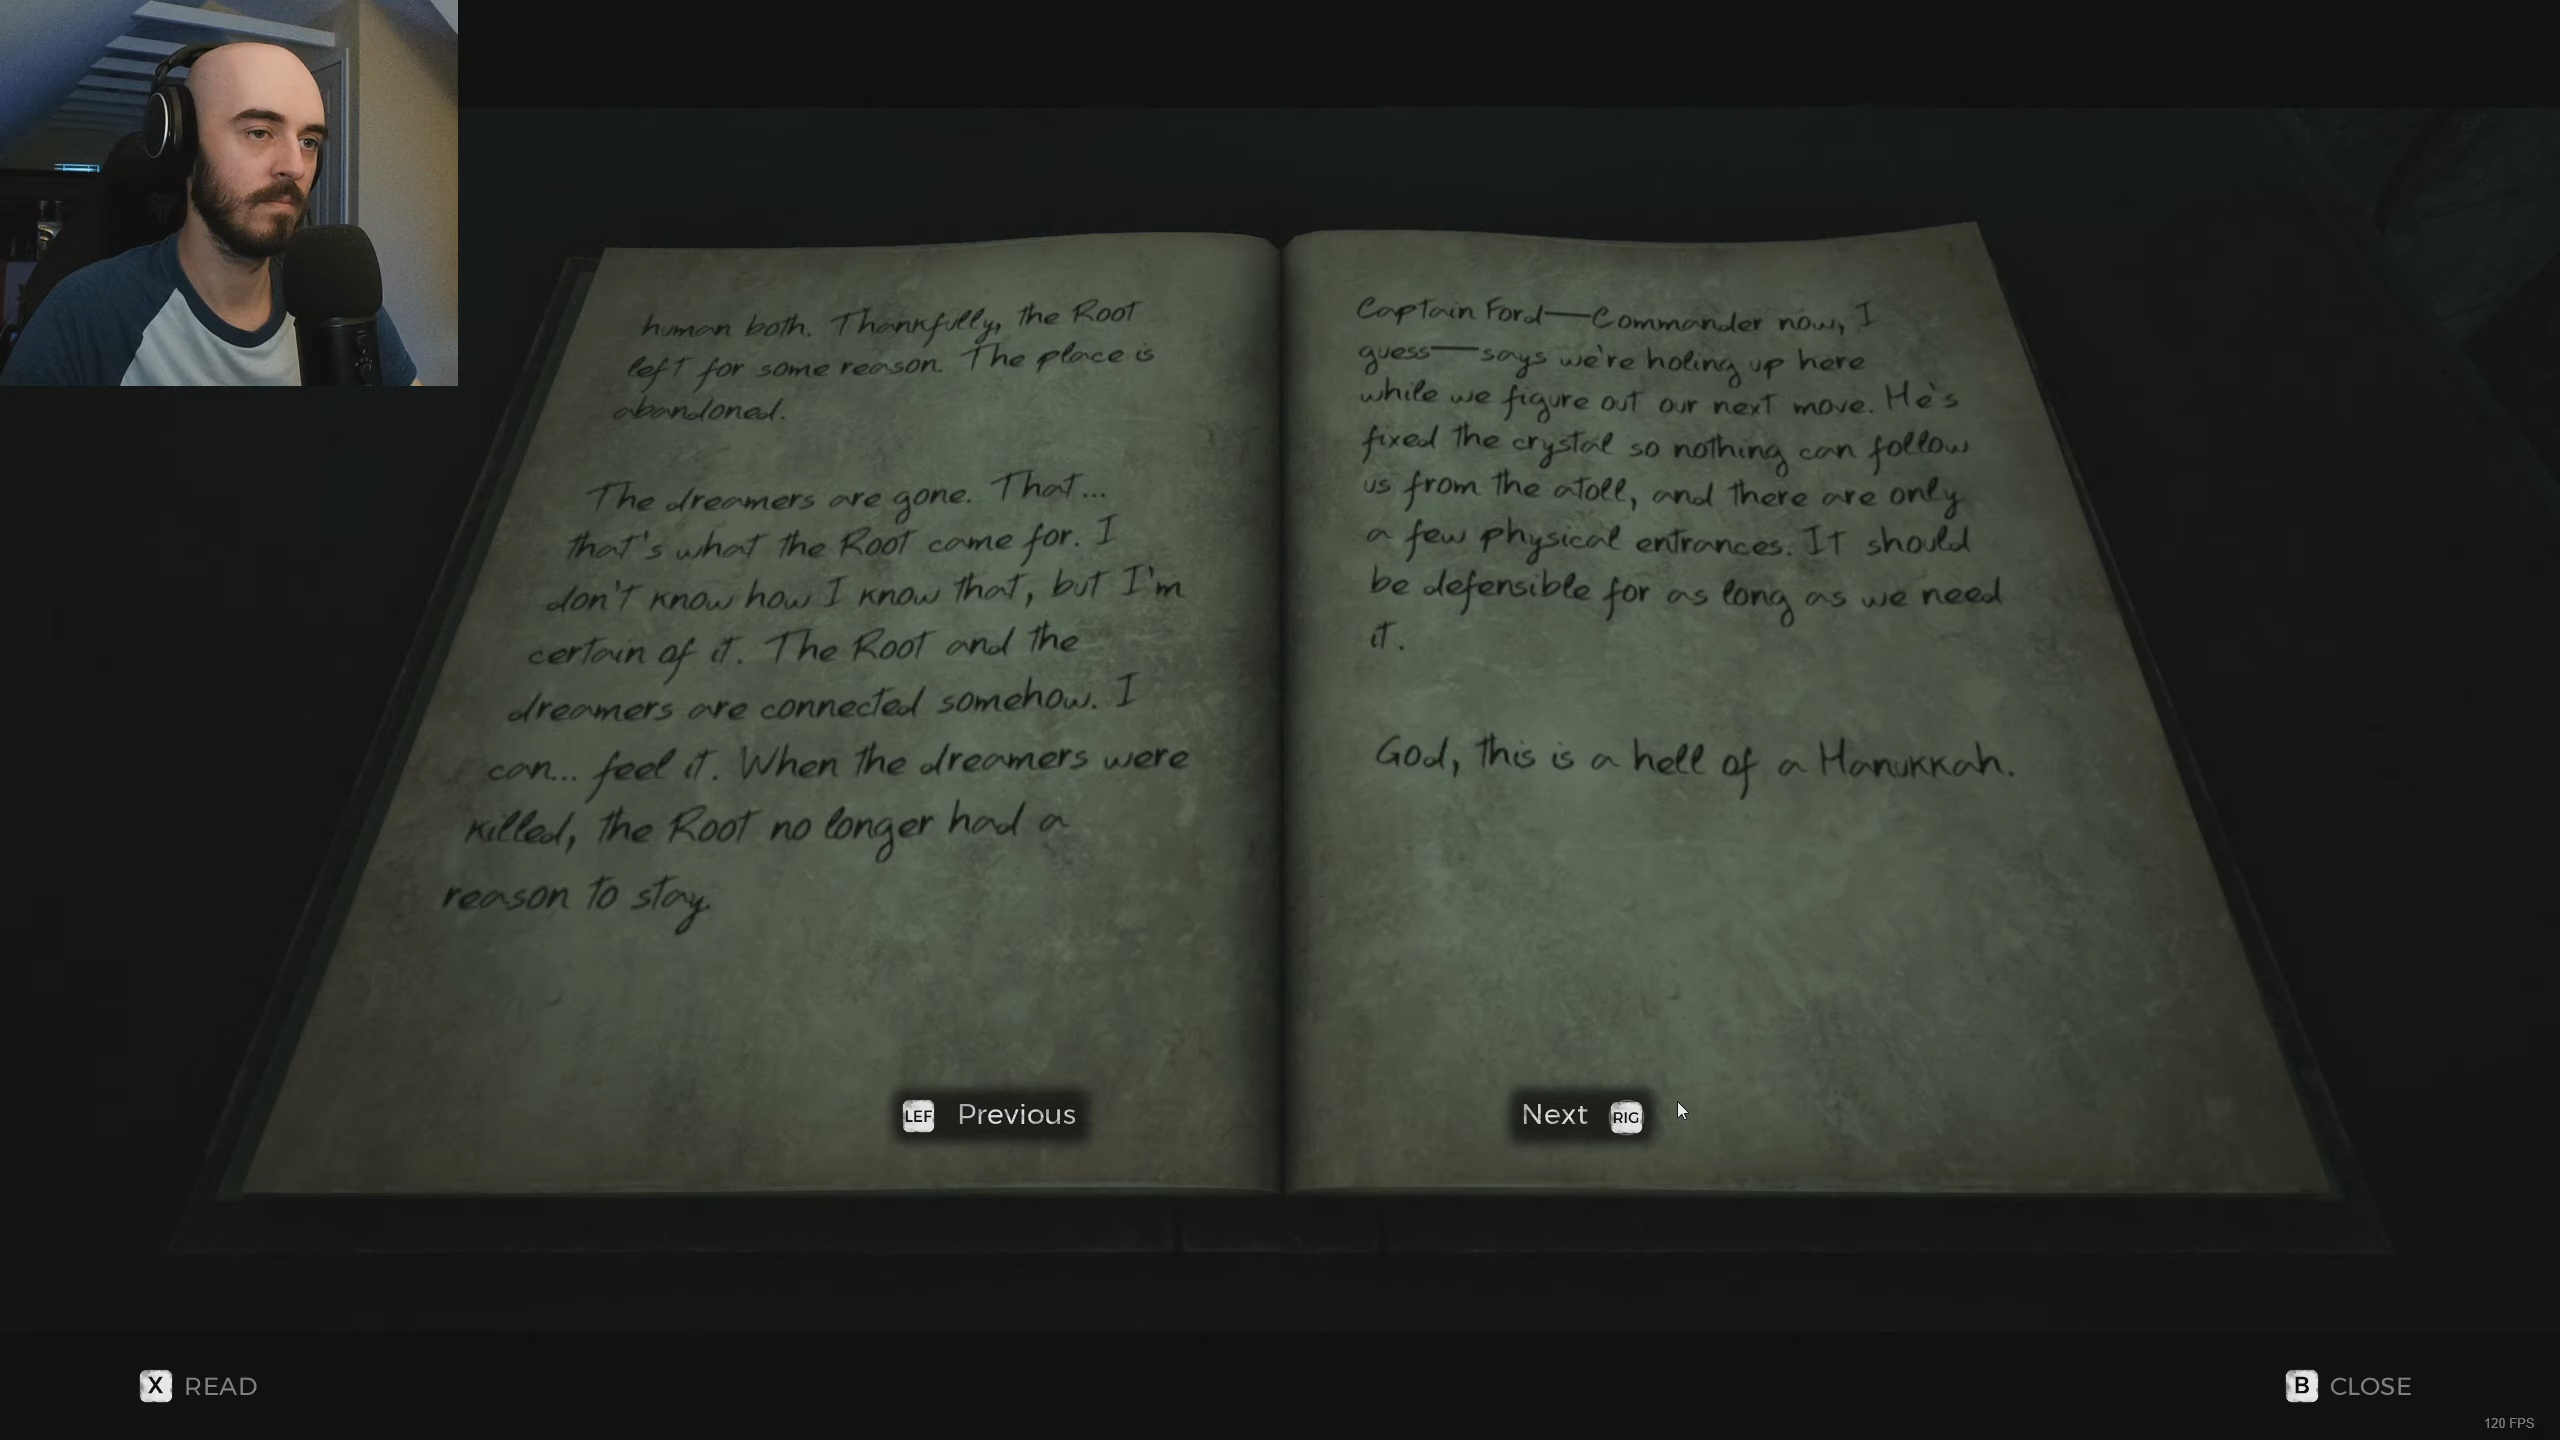 human both. Thankfully, the Root
left for some reason. The place is
abandoned.
The dreamers are gone. That...
that's what the Root came for. I
don't know how I know that, but I'm
certain of it. The Root and the
dreamers are connected somehow. I
can... feel it. When the dreamers were
killed, the Root no longer had a
reason to stay.
Captain Ford—Commander now, I
guess—says we're holing up here
while we figure out our next move. He's
fixed the crystal so nothing can follow
us from the atoll, and there are only
a few physical entrances. It should
be defensible for as long as we need
it.
God, this is a hell of a Hanukkah.
LEF Previous
Next RIG
X READ
B CLOSE
120 FPS